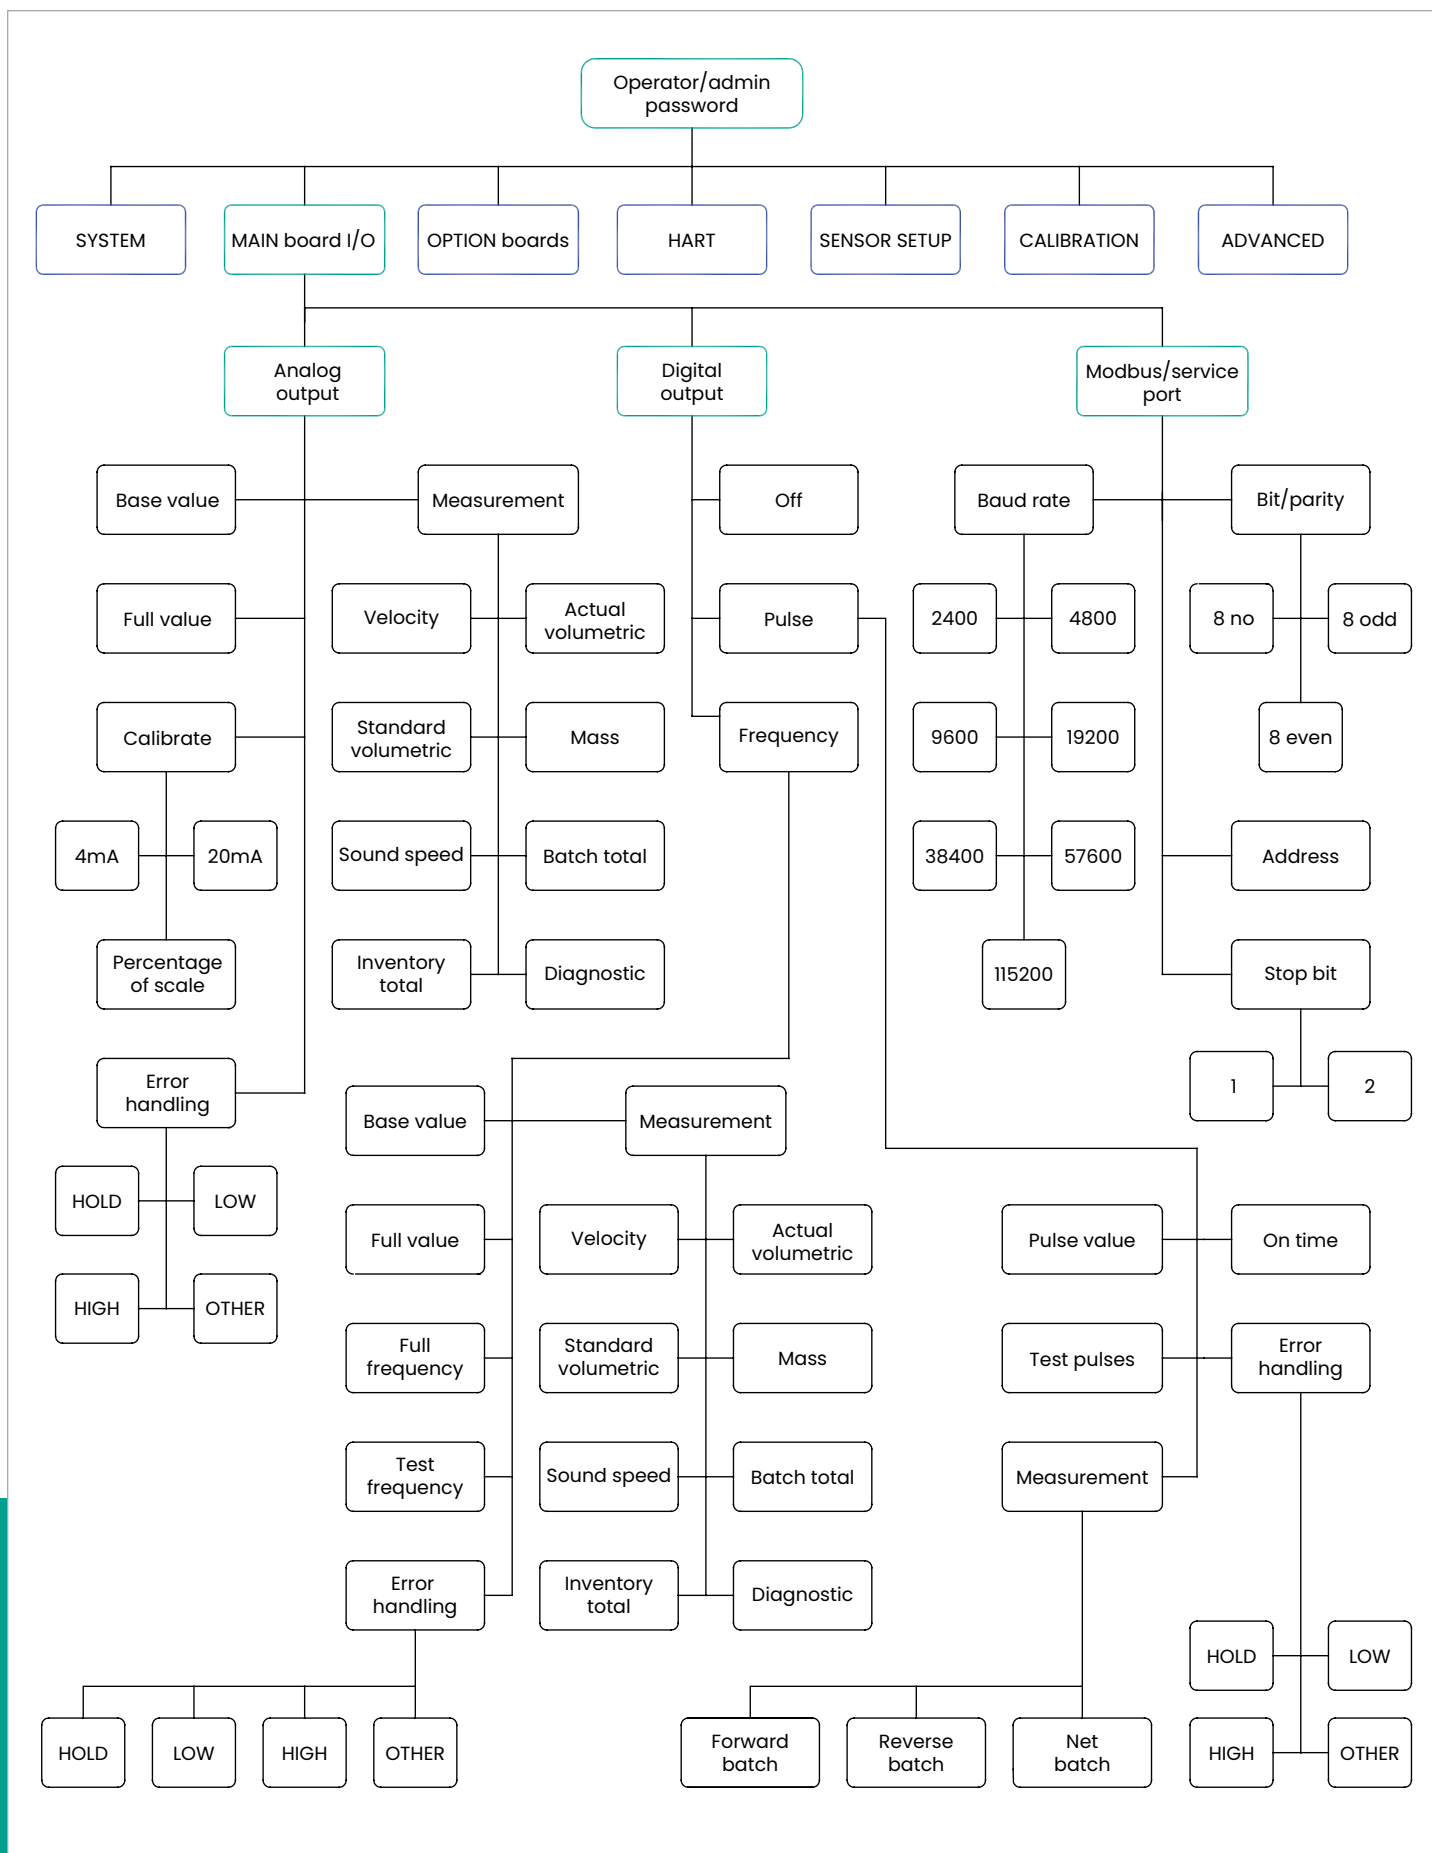 Operator/admin
password
SYSTEM
MAIN board I/O
OPTION boards
HART
SENSOR SETUP
CALIBRATION
ADVANCED
Analog
output
Digital
output
Modbus/service
port
Base value
Measurement
Off
Baud rate
Bit/parity
Full value
Velocity
Actual
volumetric
Pulse
2400
4800
8 no
8 odd
Calibrate
Standard
volumetric
Mass
Frequency
9600
19200
8 even
4mA
20mA
Sound speed
Batch total
38400
57600
Address
Percentage
of scale
Inventory
total
Diagnostic
115200
Stop bit
Error
handling
1
2
Base value
Measurement
HOLD
LOW
Full value
Velocity
Actual
volumetric
Pulse value
On time
HIGH
OTHER
Full
frequency
Standard
volumetric
Mass
Test pulses
Error
handling
Test
frequency
Sound speed
Batch total
Measurement
Error
handling
Inventory
total
Diagnostic
HOLD
LOW
HOLD
LOW
HIGH
OTHER
Forward
batch
Reverse
batch
Net
batch
HIGH
OTHER